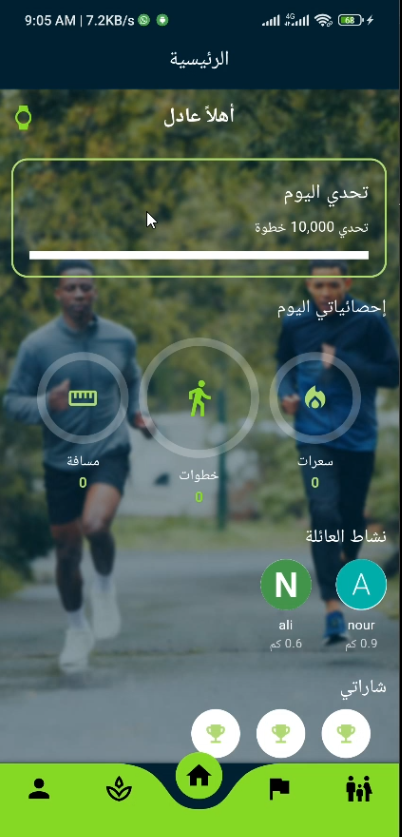 9:05 AM | 7.2KB/s
4G
68
الرئيسية
أهلاً عادل
تحدي اليوم
تحدي 10,000 خطوة
إحصائياتي اليوم
سعرات
0
خطوات
0
مسافة
0
نشاط العائلة
A
nour
0.9 كم
N
ali
0.6 كم
شاراتي